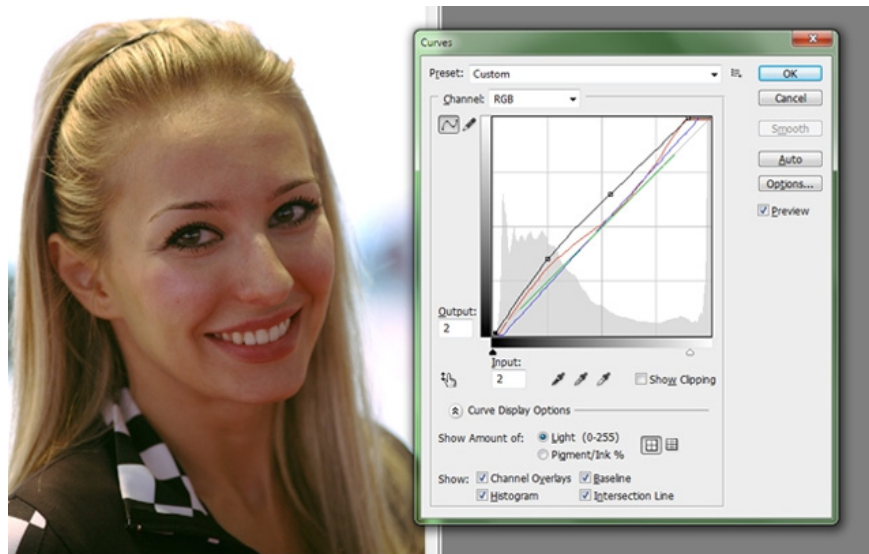 Curves
Preset: Custom
OK
Channel: RGB
Cancel
Smooth
Auto
Options...
Preview
Output:
2
Input:
2
Show Clipping
Curve Display Options
Show Amount of: Light (0-255)
Pigment/Ink %
Show: Channel Overlays Baseline
Histogram Intersection Line